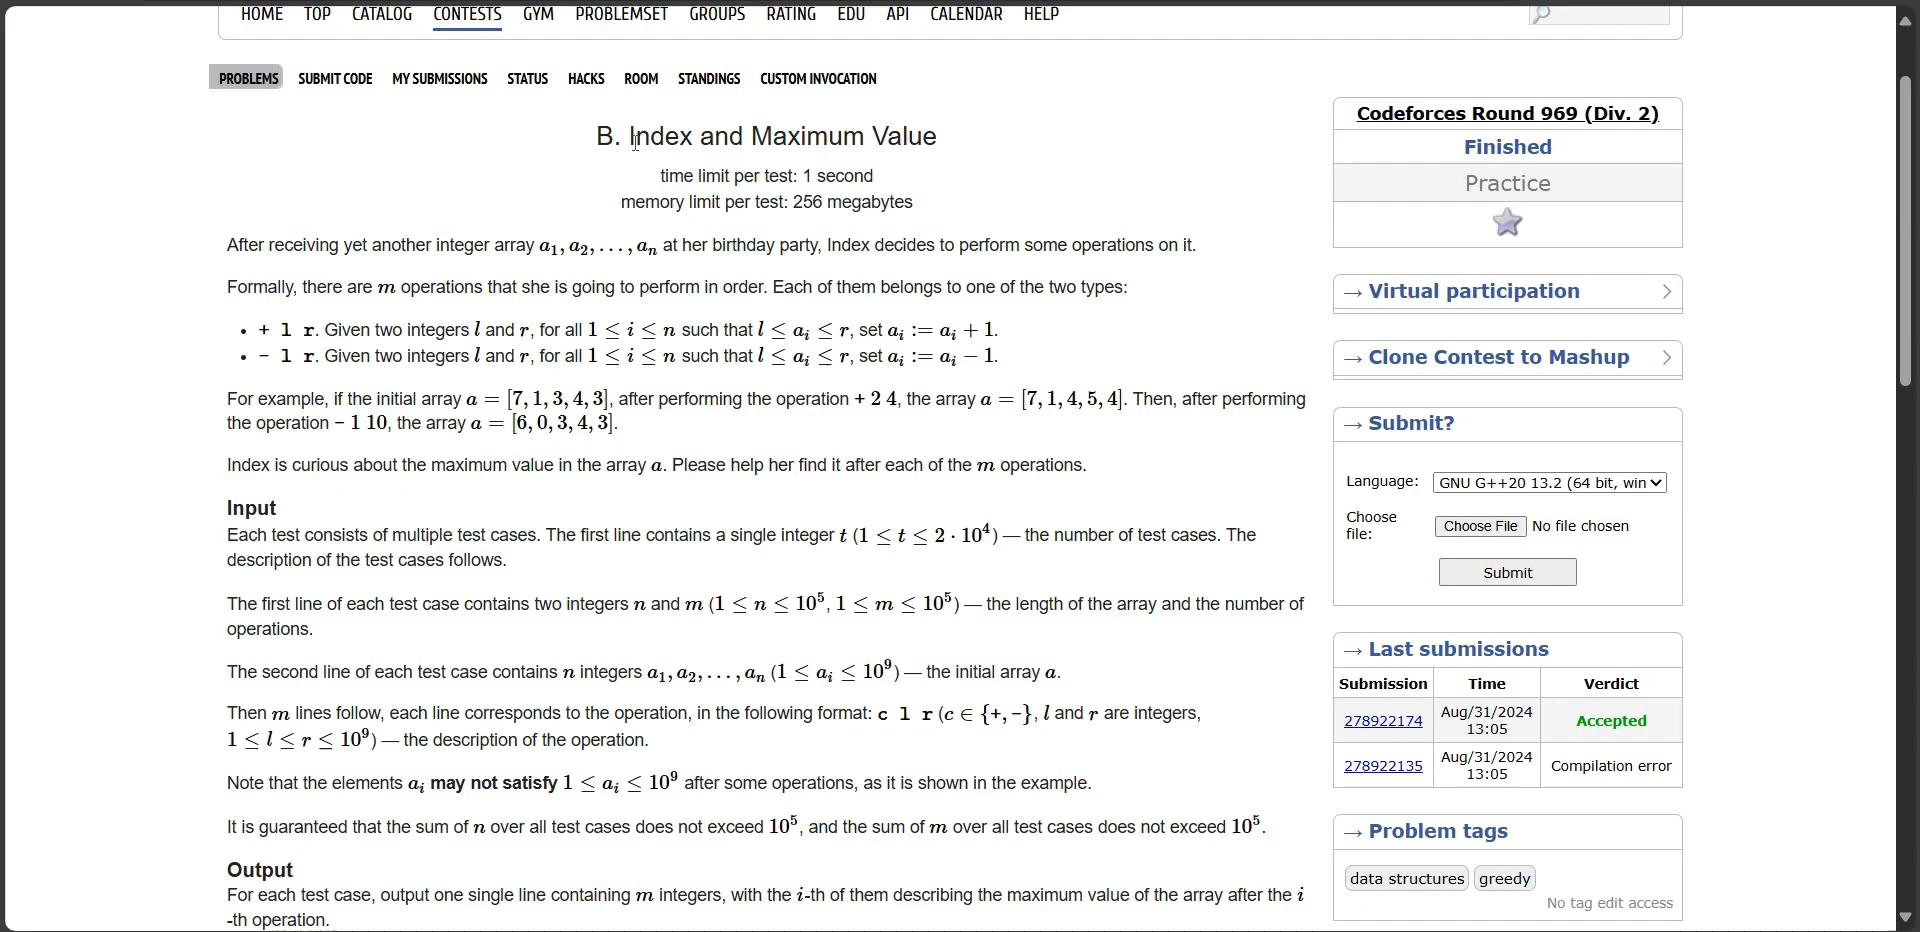 HOME TOP CATALOG CONTESTS GYM PROBLEMSET GROUPS RATING EDU API CALENDAR HELP
PROBLEMS SUBMIT CODE MY SUBMISSIONS STATUS HACKS ROOM STANDINGS CUSTOM INVOCATION
B. Index and Maximum Value
time limit per test: 1 second
memory limit per test: 256 megabytes
After receiving yet another integer array a₁, a₂, . . . , aₙ at her birthday party, Index decides to perform some operations on it.
Formally, there are m operations that she is going to perform in order. Each of them belongs to one of the two types:
• + l r. Given two integers l and r, for all 1 ≤ i ≤ n such that l ≤ aᵢ ≤ r, set aᵢ := aᵢ + 1.
• - l r. Given two integers l and r, for all 1 ≤ i ≤ n such that l ≤ aᵢ ≤ r, set aᵢ := aᵢ − 1.
For example, if the initial array a = [7, 1, 3, 4, 3], after performing the operation + 2 4, the array a = [7, 1, 4, 5, 4]. Then, after performing
the operation − 1 10, the array a = [6, 0, 3, 4, 3].
Index is curious about the maximum value in the array a. Please help her find it after each of the m operations.
Input
Each test consists of multiple test cases. The first line contains a single integer t (1 ≤ t ≤ 2 · 10⁴) — the number of test cases. The
description of the test cases follows.
The first line of each test case contains two integers n and m (1 ≤ n ≤ 10⁵, 1 ≤ m ≤ 10⁵) — the length of the array and the number of
operations.
The second line of each test case contains n integers a₁, a₂, . . . , aₙ (1 ≤ aᵢ ≤ 10⁹) — the initial array a.
Then m lines follow, each line corresponds to the operation, in the following format: c l r (c ∈ {+, −}, l and r are integers,
1 ≤ l ≤ r ≤ 10⁹) — the description of the operation.
Note that the elements aᵢ may not satisfy 1 ≤ aᵢ ≤ 10⁹ after some operations, as it is shown in the example.
It is guaranteed that the sum of n over all test cases does not exceed 10⁵, and the sum of m over all test cases does not exceed 10⁵.
Output
For each test case, output one single line containing m integers, with the i-th of them describing the maximum value of the array after the i
-th operation.
Codeforces Round 969 (Div. 2)
Finished
Practice
→ Virtual participation
→ Clone Contest to Mashup
→ Submit?
Language: GNU G++20 13.2 (64 bit, win
Choose file: Choose File No file chosen
Submit
→ Last submissions
Submission Time Verdict
278922174 Aug/31/2024 13:05 Accepted
278922135 Aug/31/2024 13:05 Compilation error
→ Problem tags
data structures greedy
No tag edit access